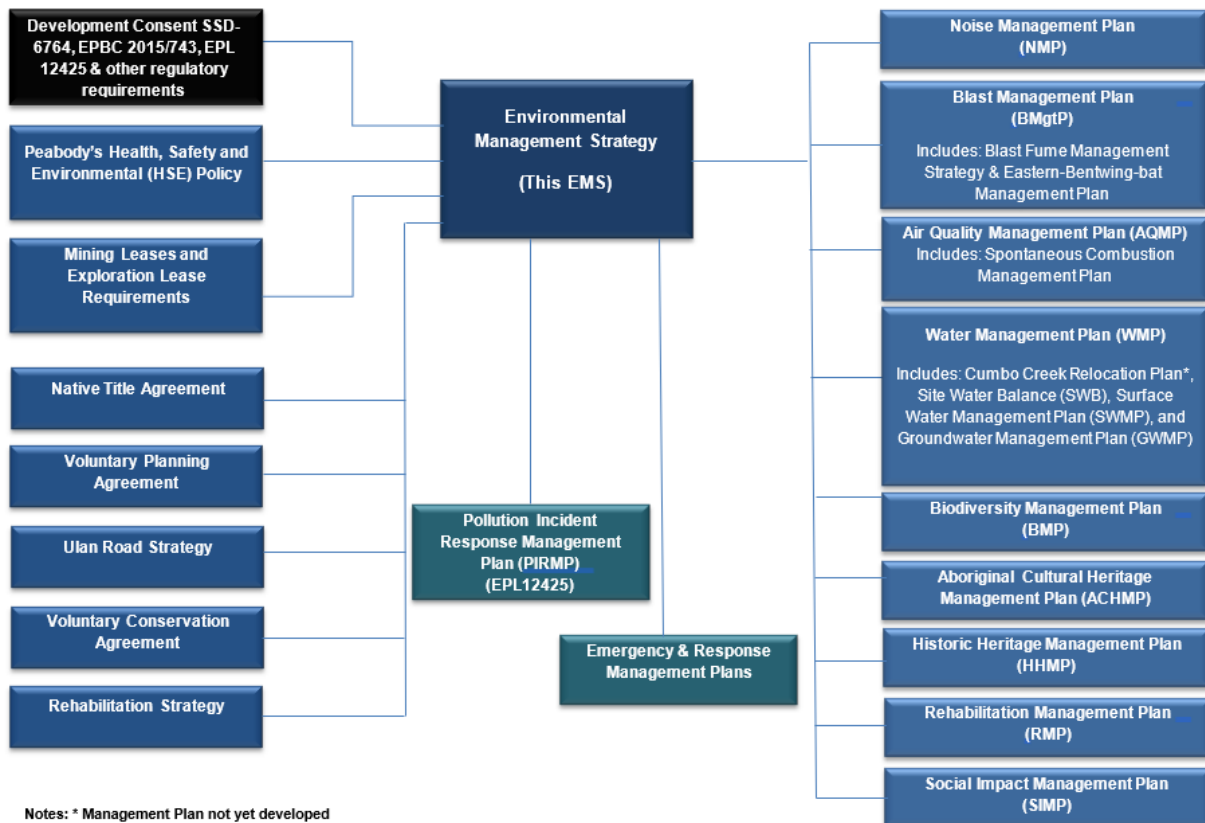 Development Consent SSD-
6764, EPBC 2015/743, EPL
12425 & other regulatory
requirements
Peabody's Health, Safety and
Environmental (HSE) Policy
Mining Leases and
Exploration Lease
Requirements
Native Title Agreement
Voluntary Planning
Agreement
Ulan Road Strategy
Voluntary Conservation
Agreement
Rehabilitation Strategy
Environmental
Management Strategy
(This EMS)
Pollution Incident
Response Management
Plan (PIRMP)
(EPL12425)
Emergency & Response
Management Plans
Noise Management Plan
(NMP)
Blast Management Plan
(BMgtP)
Includes: Blast Fume Management
Strategy & Eastern-Bentwing-bat
Management Plan
Air Quality Management Plan (AQMP)
Includes: Spontaneous Combustion
Management Plan
Water Management Plan (WMP)
Includes: Cumbo Creek Relocation Plan*,
Site Water Balance (SWB), Surface
Water Management Plan (SWMP), and
Groundwater Management Plan (GWMP)
Biodiversity Management Plan
(BMP)
Aboriginal Cultural Heritage
Management Plan (ACHMP)
Historic Heritage Management Plan
(HHMP)
Rehabilitation Management Plan
(RMP)
Social Impact Management Plan
(SIMP)
Notes: * Management Plan not yet developed